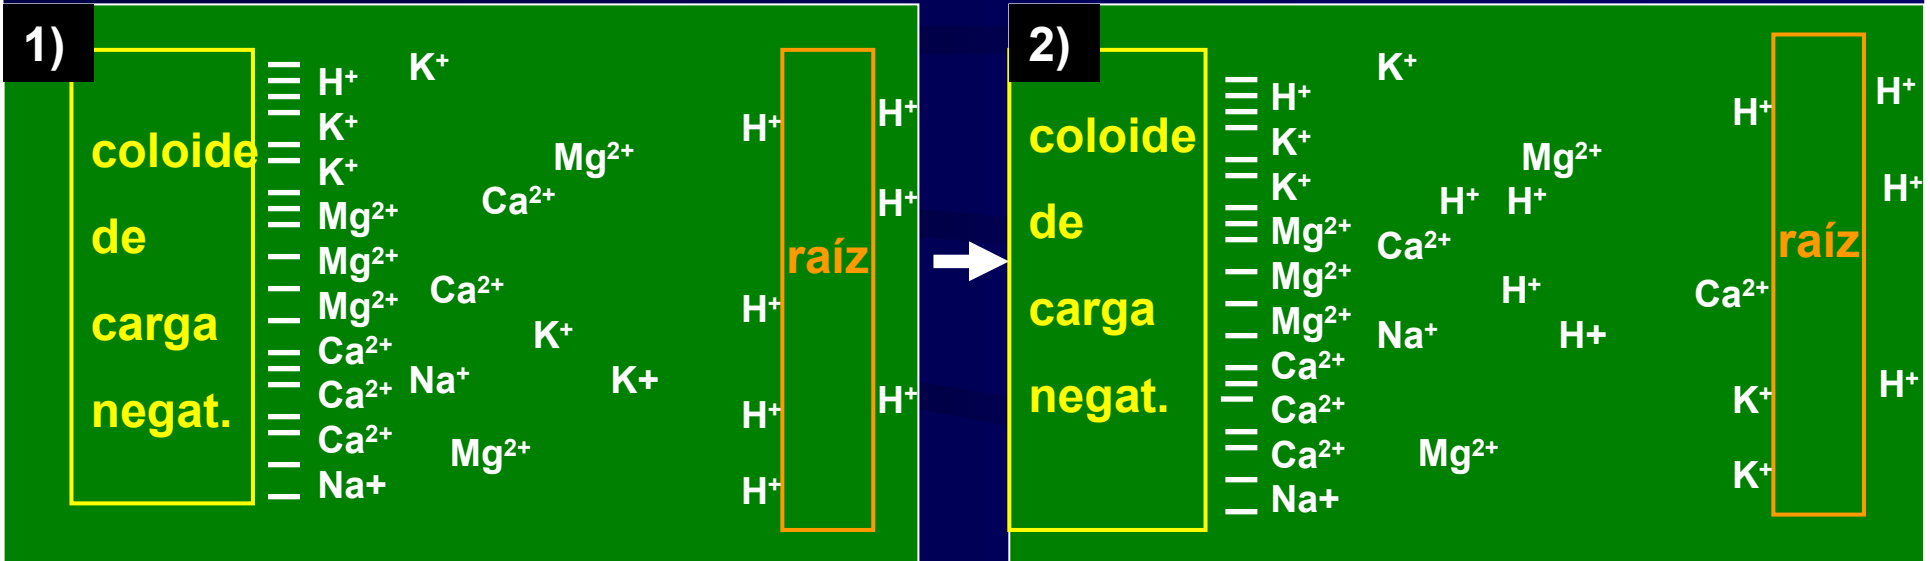 1)
coloide
de
carga
negat.
H⁺
K⁺
K⁺
Mg²⁺
Mg²⁺
Mg²⁺
Ca²⁺
Ca²⁺
Ca²⁺
Na+
K⁺
Mg²⁺
Ca²⁺
Ca²⁺
K⁺
Na⁺
K+
Mg²⁺
H⁺
H⁺
H⁺
H⁺
raíz
H⁺
H⁺
H⁺
2)
coloide
de
carga
negat.
H⁺
K⁺
K⁺
Mg²⁺
Mg²⁺
Mg²⁺
Ca²⁺
Ca²⁺
Ca²⁺
Na+
K⁺
Mg²⁺
H⁺ H⁺
Ca²⁺
H⁺
Na⁺
H+
Mg²⁺
H⁺
Ca²⁺
K⁺
K⁺
raíz
H⁺
H⁺
H⁺